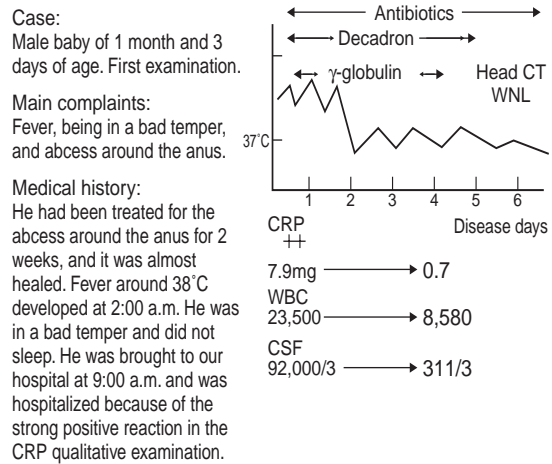 Case:
Male baby of 1 month and 3
days of age. First examination.
Main complaints:
Fever, being in a bad temper,
and abcess around the anus.
Medical history:
He had been treated for the
abcess around the anus for 2
weeks, and it was almost
healed. Fever around 38˚C
developed at 2:00 a.m. He was
in a bad temper and did not
sleep. He was brought to our
hospital at 9:00 a.m. and was
hospitalized because of the
strong positive reaction in the
CRP qualitative examination.
Antibiotics
Decadron
γ-globulin
Head CT
WNL
37˚C
1 2 3 4 5 6
Disease days
CRP
++
7.9mg 0.7
WBC
23,500 8,580
CSF
92,000/3 311/3